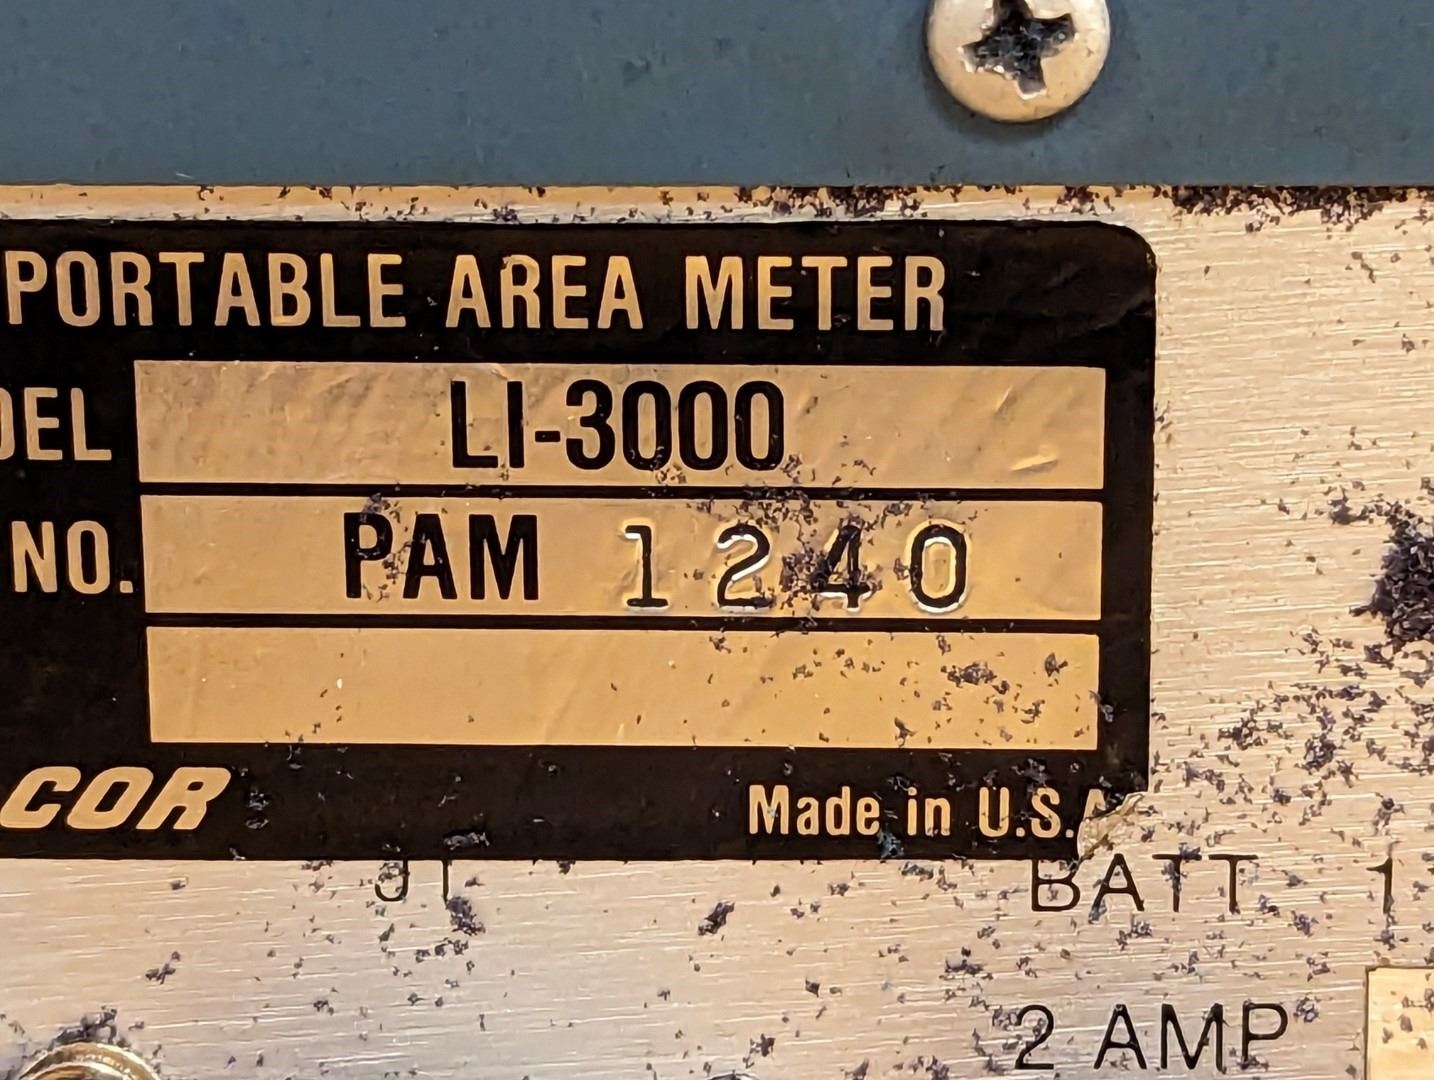 PORTABLE AREA METER
DEL LI-3000
NO. PAM 1240
COR Made in U.S.A
BATT 1
2 AMP